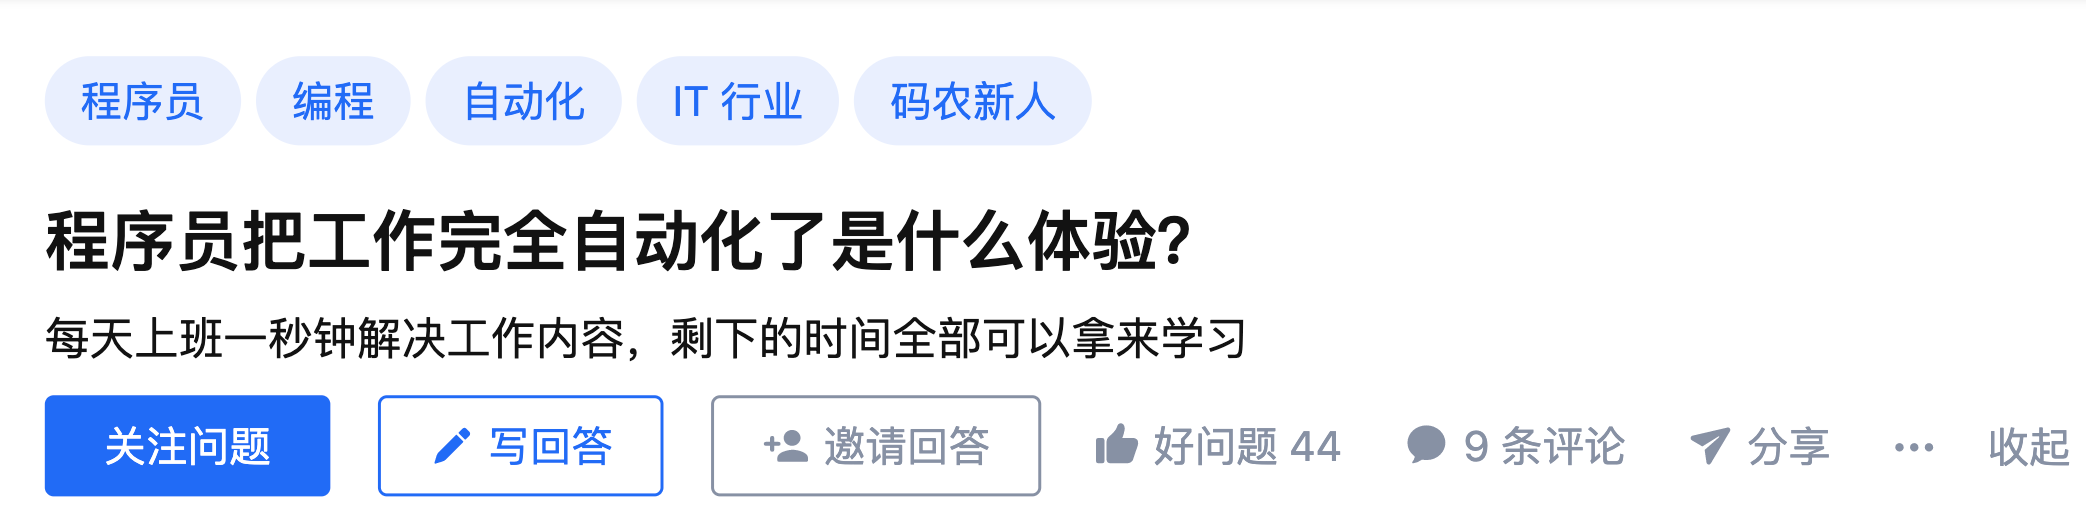 程序员 编程 自动化 IT 行业 码农新人
程序员把工作完全自动化了是什么体验?
每天上班一秒钟解决工作内容，剩下的时间全部可以拿来学习
关注问题 写回答 邀请回答 好问题 44 9 条评论 分享 ... 收起